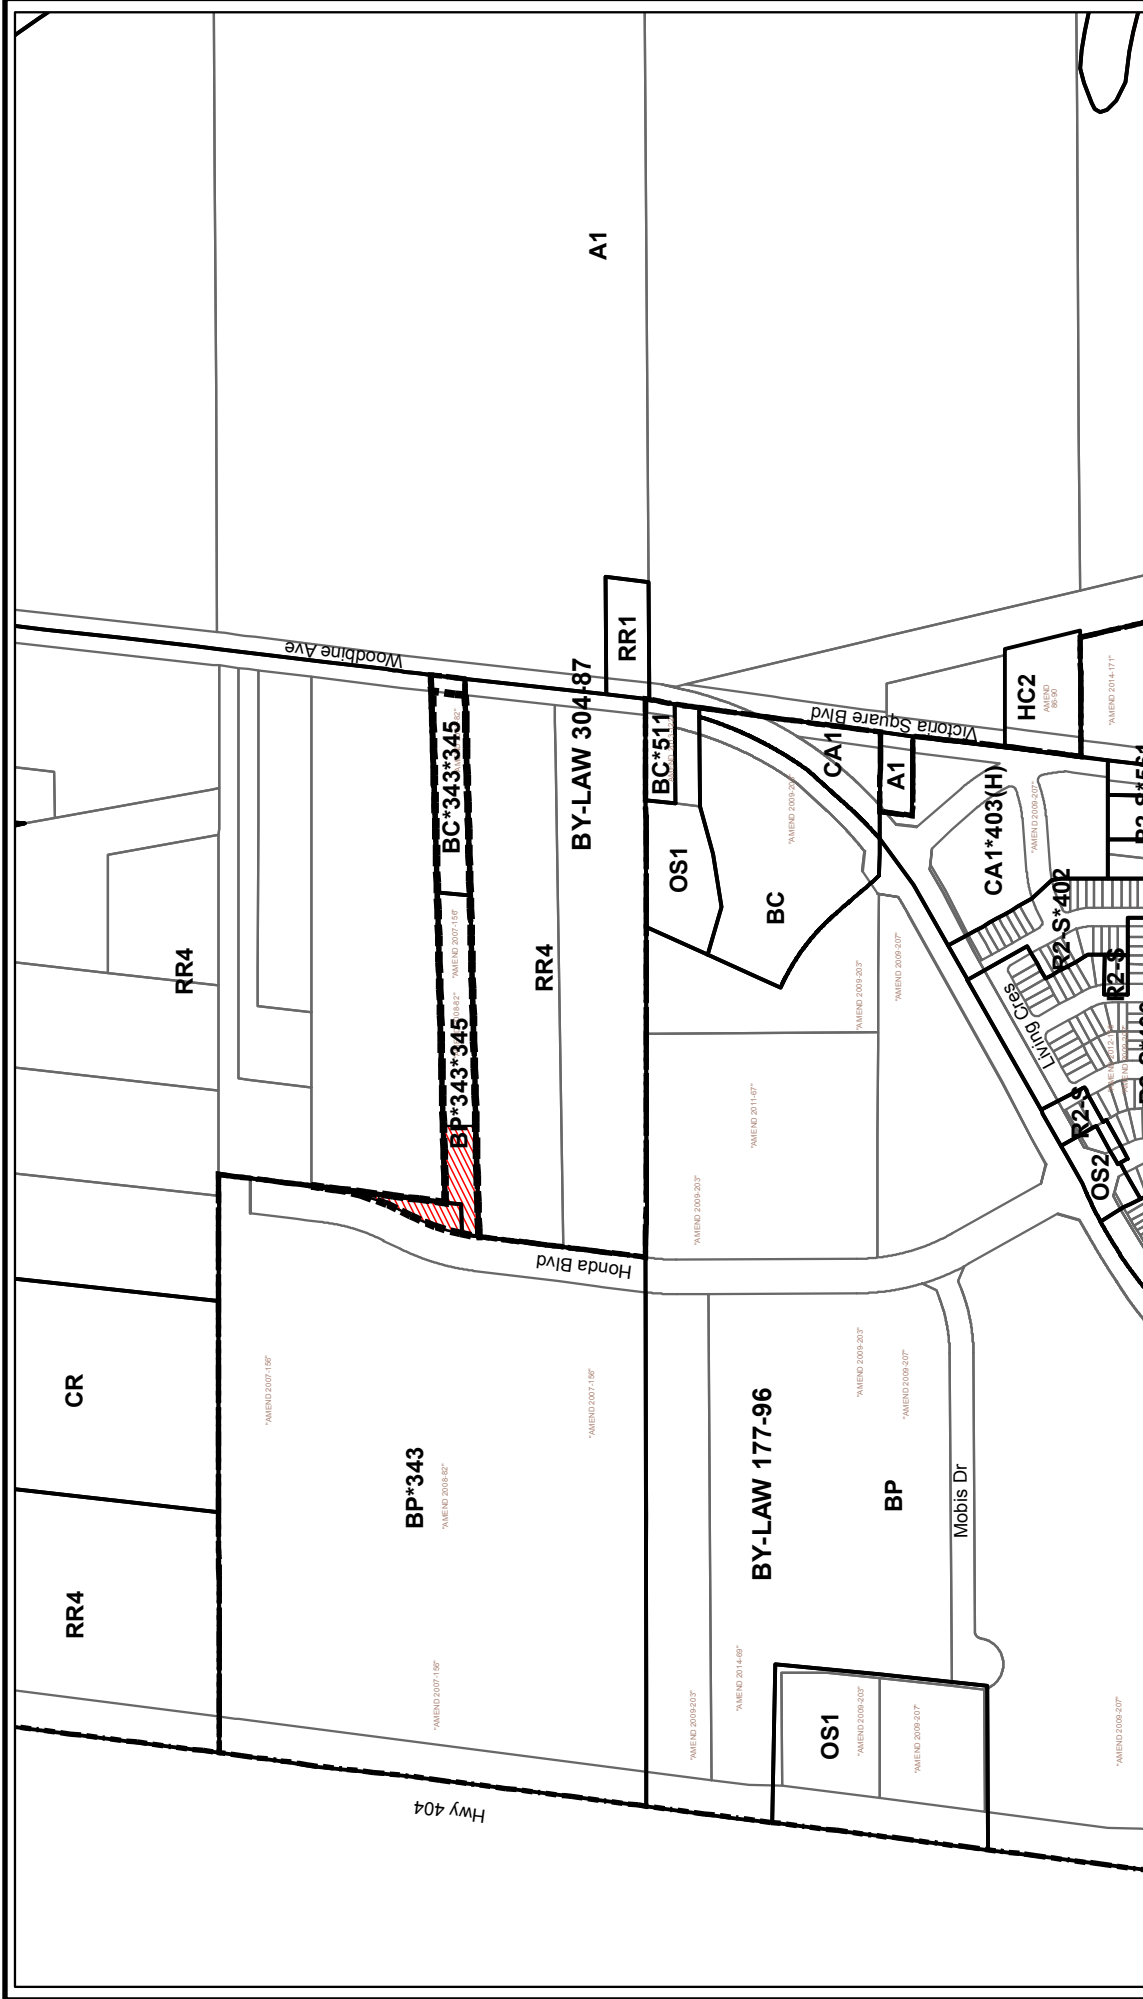 A1
Woodbine Ave
RR1
BC*343*345
BY-LAW 304-87
BC*511
Victoria Square Blvd
HC2
AMEND
86-90
"AMEND 2014-171"
CA1
A1
CA1*403(H)
"AMEND 2009-207"
OS1
BC
RR4
"AMEND 2007-156"
RR4
BP*343*345
"AMEND 2009-203"
"AMEND 2009-207"
R2-S*402
R2-S
Living Cres
R2-S
OS2
"AMEND 2011-67"
"AMEND 2009-203"
Honda Blvd
CR
"AMEND 2007-156"
"AMEND 2007-156"
BP*343
"AMEND 2008-82"
BY-LAW 177-96
"AMEND 2009-203"
"AMEND 2009-207"
BP
Mobis Dr
RR4
"AMEND 2007-156"
"AMEND 2009-203"
"AMEND 2014-69"
OS1
"AMEND 2009-203"
"AMEND 2009-207"
"AMEND 2009-207"
Hwy 404